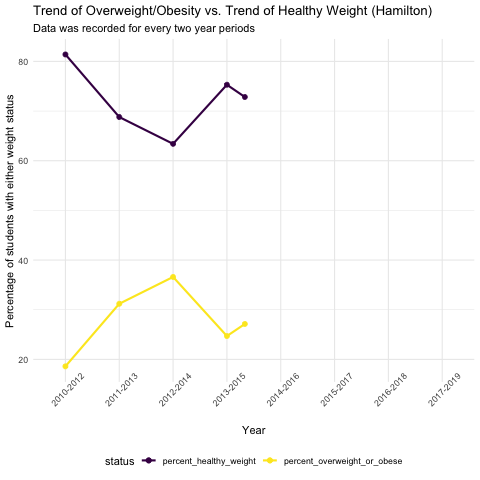 Trend of Overweight/Obesity vs. Trend of Healthy Weight (Hamilton)
Data was recorded for every two year periods
Percentage of students with either weight status
80
60
40
20
2010-2012
2011-2013
2012-2014
2013-2015
2014-2016
2015-2017
2016-2018
2017-2019
Year
status percent_healthy_weight percent_overweight_or_obese